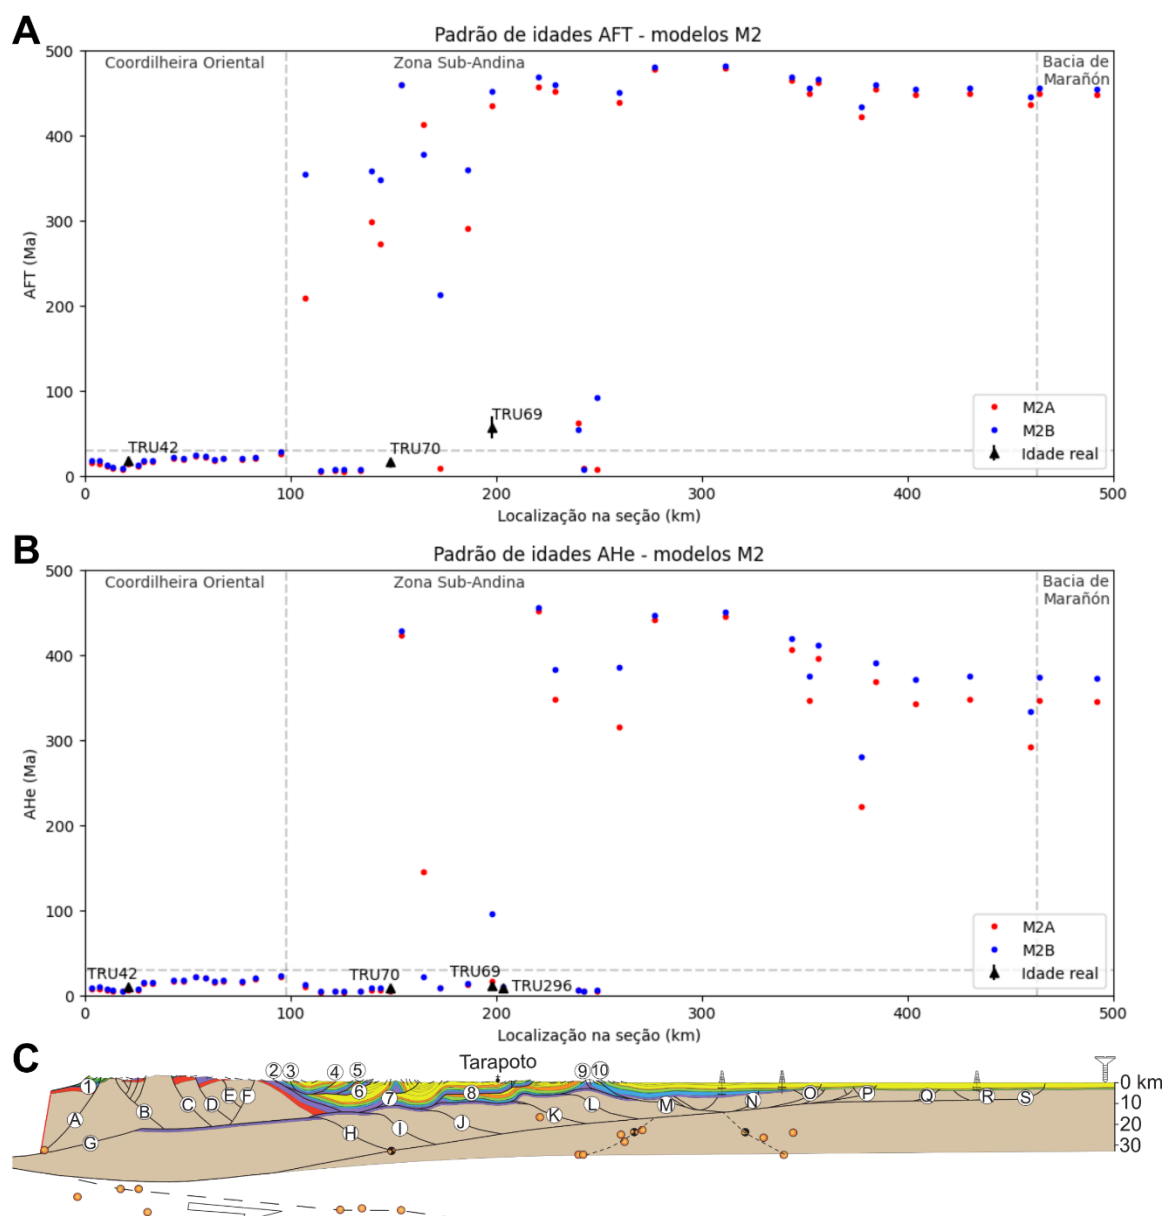 A
Padrão de idades AFT - modelos M2
500
Coordilheira Oriental
Zona Sub-Andina
Bacia de
Marañón
400
300
AFT (Ma)
200
100
TRU42
TRU70
TRU69
M2A
M2B
Idade real
0
0
100
200
300
400
500
Localização na seção (km)
B
Padrão de idades AHe - modelos M2
500
Coordilheira Oriental
Zona Sub-Andina
Bacia de
Marañón
400
300
AHe (Ma)
200
100
TRU42
TRU70
TRU69
TRU296
M2A
M2B
Idade real
0
0
100
200
300
400
500
Localização na seção (km)
C
Tarapoto
1
2
3
4
5
6
7
8
9
10
A
B
C
D
E
F
G
H
I
J
K
L
M
N
O
P
Q
R
S
0 km
10
20
30